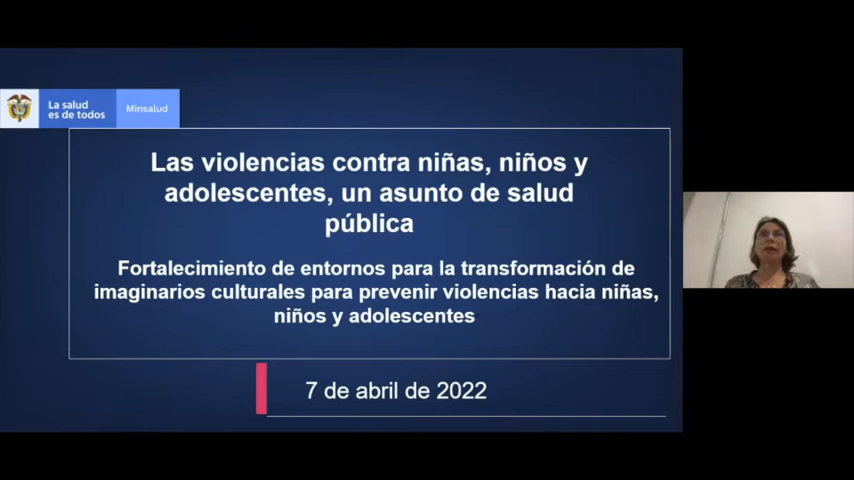 La salud
es de todos
Minsalud
Las violencias contra niñas, niños y
adolescentes, un asunto de salud
pública
Fortalecimiento de entornos para la transformación de
imaginarios culturales para prevenir violencias hacia niñas,
niños y adolescentes
7 de abril de 2022